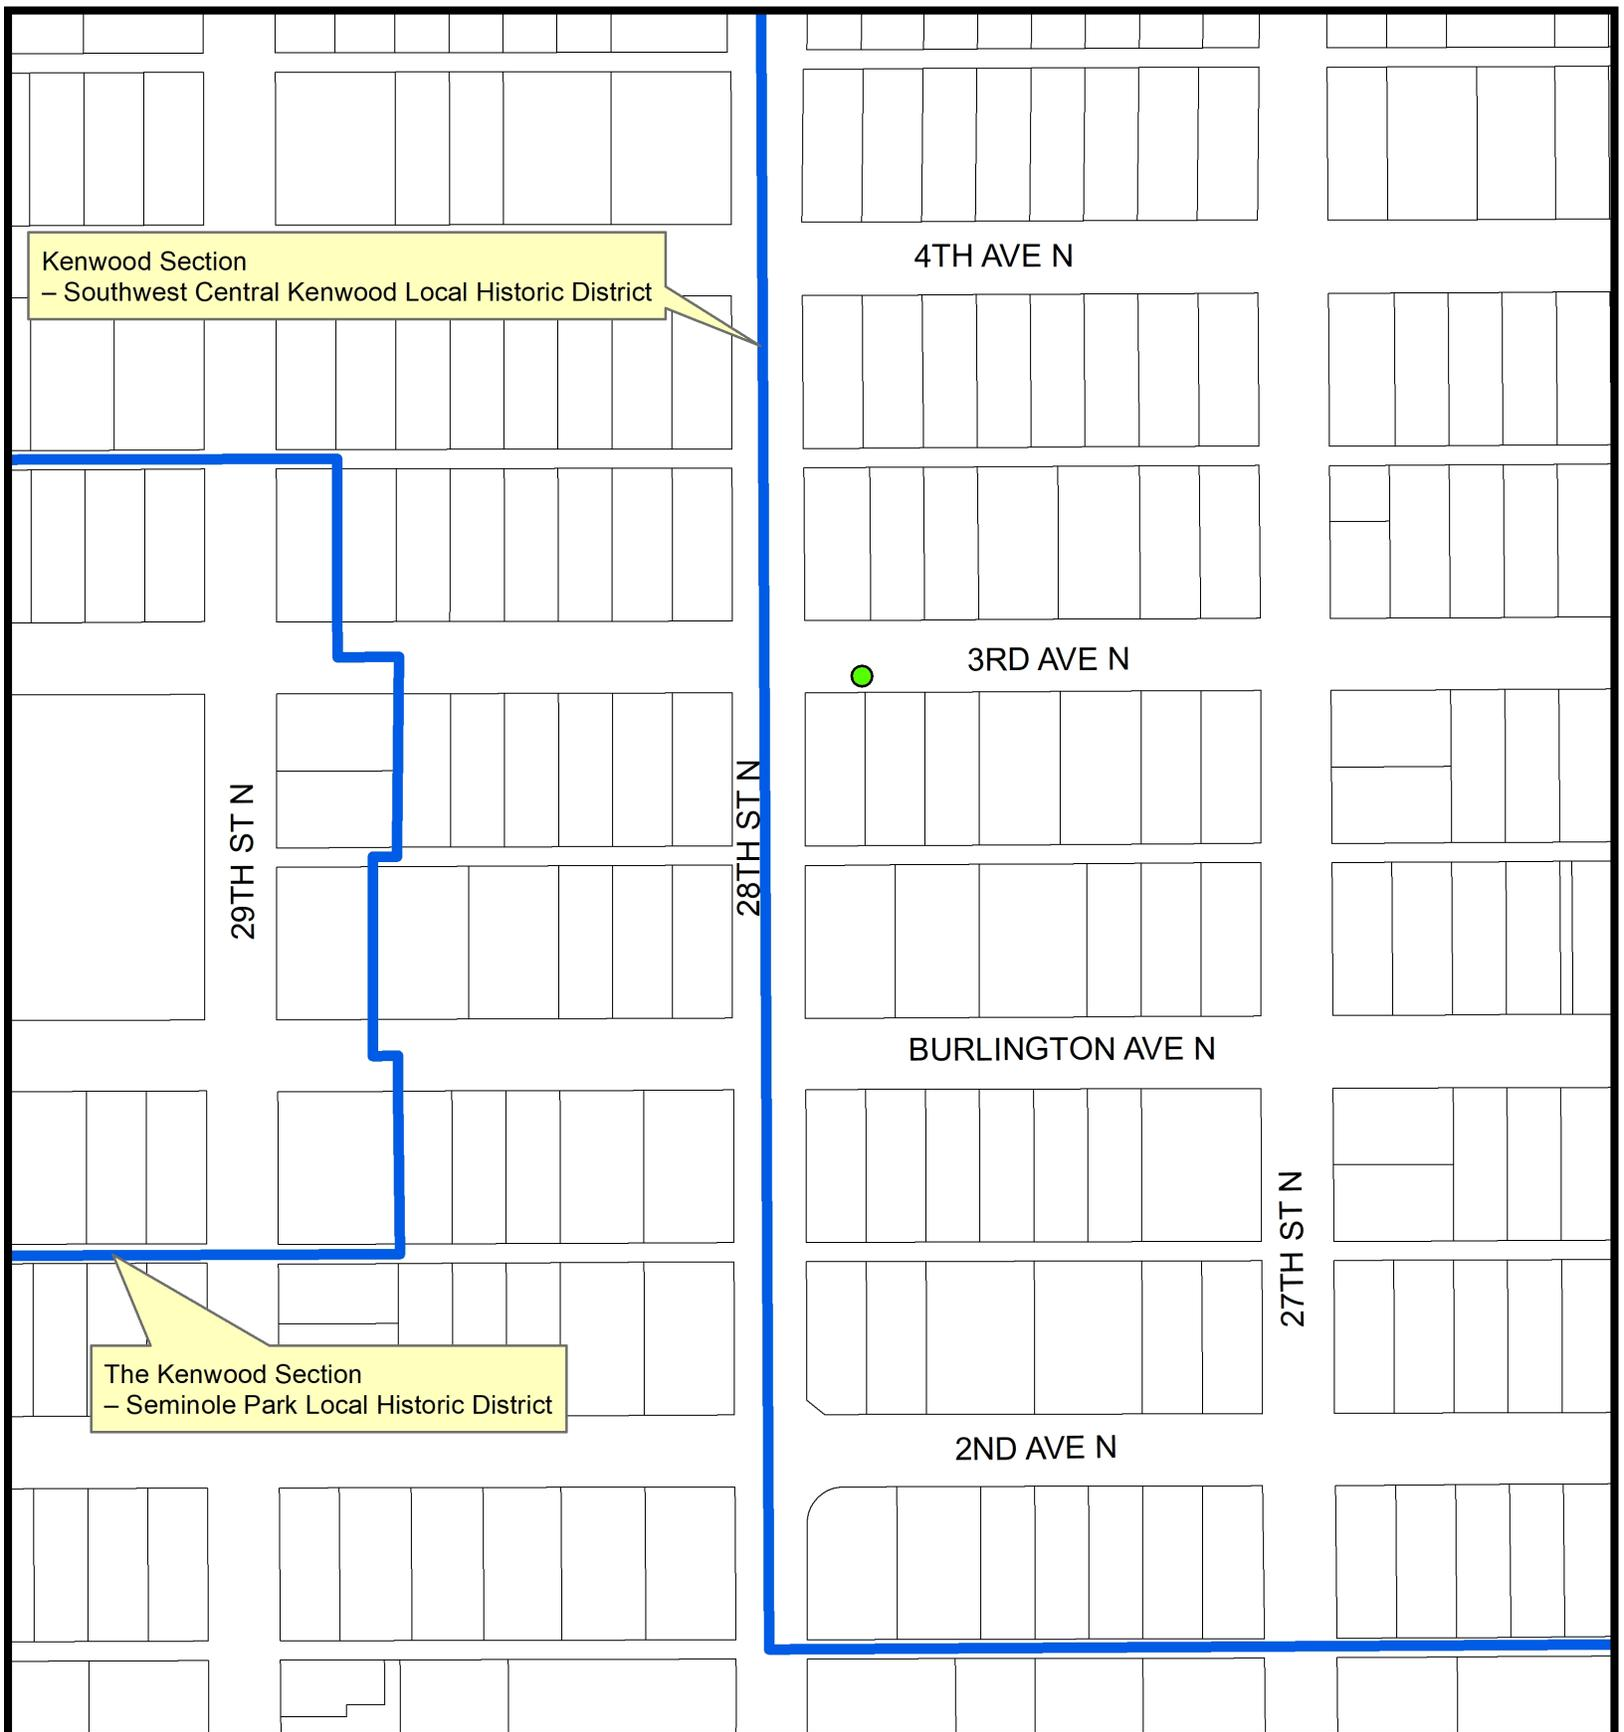 Kenwood Section
– Southwest Central Kenwood Local Historic District
4TH AVE N
3RD AVE N
29TH ST N
28TH ST N
BURLINGTON AVE N
27TH ST N
The Kenwood Section
– Seminole Park Local Historic District
2ND AVE N